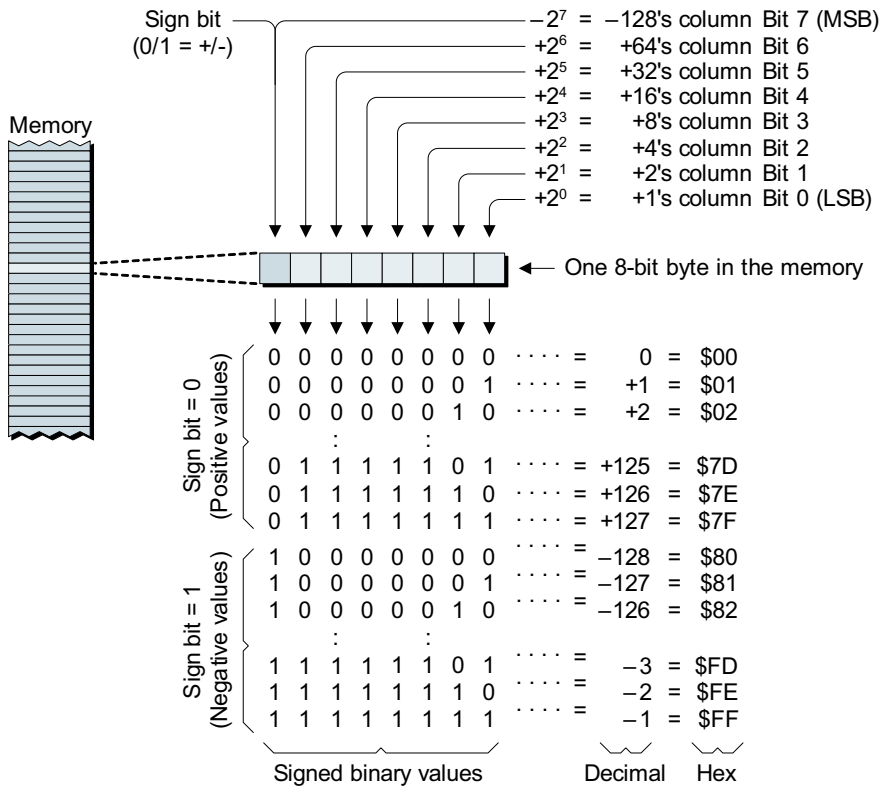 Sign bit
(0/1 = +/-)
–2⁷ = –128's column Bit 7 (MSB)
+2⁶ = +64's column Bit 6
+2⁵ = +32's column Bit 5
+2⁴ = +16's column Bit 4
+2³ = +8's column Bit 3
+2² = +4's column Bit 2
+2¹ = +2's column Bit 1
+2⁰ = +1's column Bit 0 (LSB)
Memory
One 8-bit byte in the memory
Sign bit = 0
(Positive values)
0 0 0 0 0 0 0 0 · · · · = 0 = $00
0 0 0 0 0 0 0 1 · · · · = +1 = $01
0 0 0 0 0 0 1 0 · · · · = +2 = $02
: :
0 1 1 1 1 1 0 1 · · · · = +125 = $7D
0 1 1 1 1 1 1 0 · · · · = +126 = $7E
0 1 1 1 1 1 1 1 · · · · = +127 = $7F
Sign bit = 1
(Negative values)
1 0 0 0 0 0 0 0 · · · · = –128 = $80
1 0 0 0 0 0 0 1 · · · · = –127 = $81
1 0 0 0 0 0 1 0 · · · · = –126 = $82
: :
1 1 1 1 1 1 0 1 · · · · = –3 = $FD
1 1 1 1 1 1 1 0 · · · · = –2 = $FE
1 1 1 1 1 1 1 1 · · · · = –1 = $FF
Signed binary values Decimal Hex